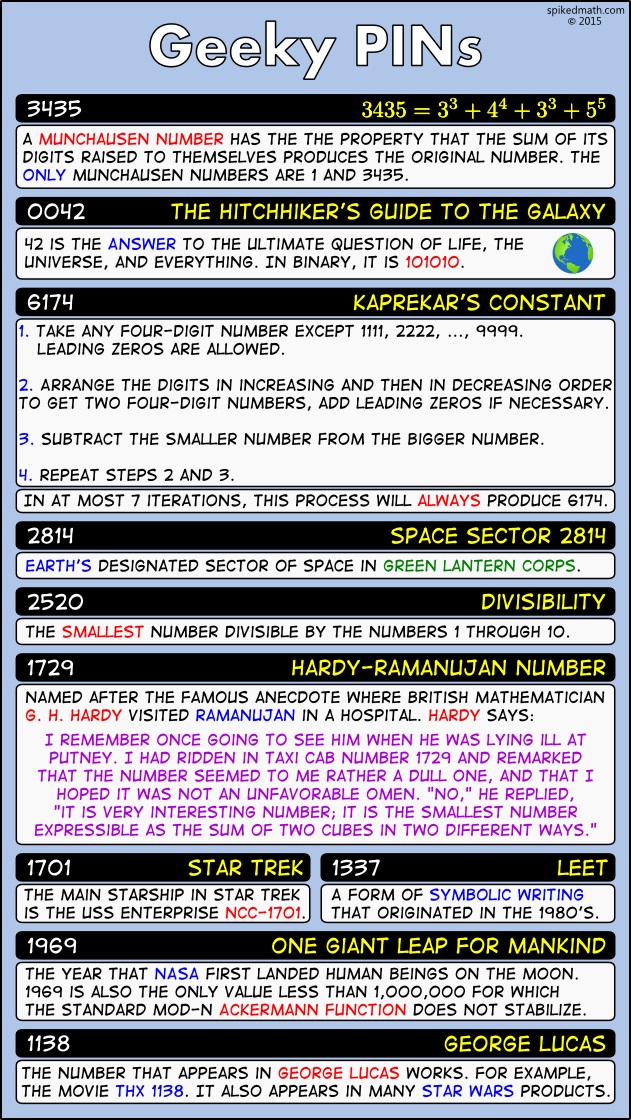 spikedmath.com
© 2015
Geeky PINs
3435 3435 = 3³ + 4⁴ + 3³ + 5⁵
A MUNCHAUSEN NUMBER HAS THE THE PROPERTY THAT THE SUM OF ITS
DIGITS RAISED TO THEMSELVES PRODUCES THE ORIGINAL NUMBER. THE
ONLY MUNCHAUSEN NUMBERS ARE 1 AND 3435.
0042 THE HITCHHIKER'S GUIDE TO THE GALAXY
42 IS THE ANSWER TO THE ULTIMATE QUESTION OF LIFE, THE
UNIVERSE, AND EVERYTHING. IN BINARY, IT IS 101010.
6174 KAPREKAR'S CONSTANT
1. TAKE ANY FOUR-DIGIT NUMBER EXCEPT 1111, 2222, ..., 9999.
LEADING ZEROS ARE ALLOWED.
2. ARRANGE THE DIGITS IN INCREASING AND THEN IN DECREASING ORDER
TO GET TWO FOUR-DIGIT NUMBERS, ADD LEADING ZEROS IF NECESSARY.
3. SUBTRACT THE SMALLER NUMBER FROM THE BIGGER NUMBER.
4. REPEAT STEPS 2 AND 3.
IN AT MOST 7 ITERATIONS, THIS PROCESS WILL ALWAYS PRODUCE 6174.
2814 SPACE SECTOR 2814
EARTH'S DESIGNATED SECTOR OF SPACE IN GREEN LANTERN CORPS.
2520 DIVISIBILITY
THE SMALLEST NUMBER DIVISIBLE BY THE NUMBERS 1 THROUGH 10.
1729 HARDY-RAMANUJAN NUMBER
NAMED AFTER THE FAMOUS ANECDOTE WHERE BRITISH MATHEMATICIAN
G. H. HARDY VISITED RAMANUJAN IN A HOSPITAL. HARDY SAYS:
I REMEMBER ONCE GOING TO SEE HIM WHEN HE WAS LYING ILL AT
PUTNEY. I HAD RIDDEN IN TAXI CAB NUMBER 1729 AND REMARKED
THAT THE NUMBER SEEMED TO ME RATHER A DULL ONE, AND THAT I
HOPED IT WAS NOT AN UNFAVORABLE OMEN. "NO," HE REPLIED,
"IT IS VERY INTERESTING NUMBER; IT IS THE SMALLEST NUMBER
EXPRESSIBLE AS THE SUM OF TWO CUBES IN TWO DIFFERENT WAYS."
1701 STAR TREK
THE MAIN STARSHIP IN STAR TREK
IS THE USS ENTERPRISE NCC-1701.
1337 LEET
A FORM OF SYMBOLIC WRITING
THAT ORIGINATED IN THE 1980'S.
1969 ONE GIANT LEAP FOR MANKIND
THE YEAR THAT NASA FIRST LANDED HUMAN BEINGS ON THE MOON.
1969 IS ALSO THE ONLY VALUE LESS THAN 1,000,000 FOR WHICH
THE STANDARD MOD-N ACKERMANN FUNCTION DOES NOT STABILIZE.
1138 GEORGE LUCAS
THE NUMBER THAT APPEARS IN GEORGE LUCAS WORKS. FOR EXAMPLE,
THE MOVIE THX 1138. IT ALSO APPEARS IN MANY STAR WARS PRODUCTS.